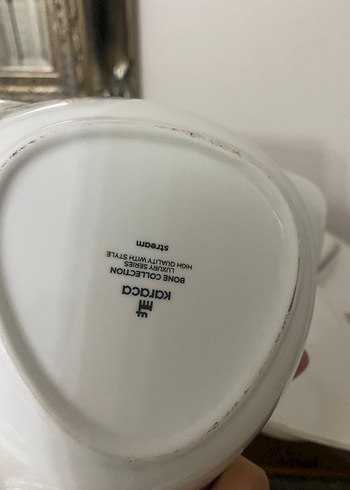 karaca
BONE COLLECTION
LUXURY SERIES
HIGH QUALITY WITH STYLE
stream